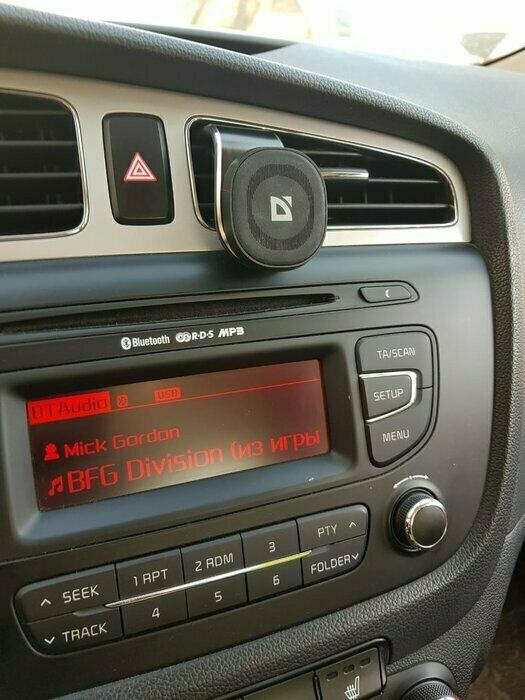 Bluetooth R·D·S MP3
TA/SCAN
BTAudio USB
SETUP
Mick Gordon
MENU
BFG Division (из игры
SEEK 1 RPT 2 RDM 3 PTY
TRACK 4 5 6 FOLDER